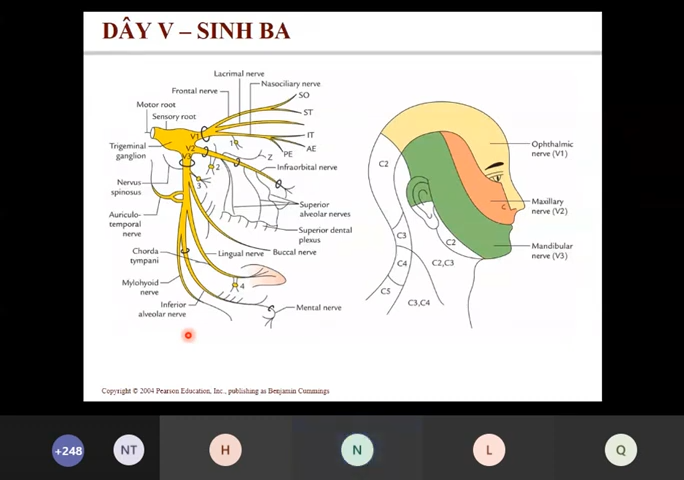 DÂY V – SINH BA
Lacrimal nerve
Nasociliary nerve
Frontal nerve
SO
Motor root
ST
Sensory root
V1
IT
1
Trigeminal
ganglion
V2
AE
PE
Z
V3
Infraorbital nerve
2
Nervus
spinosus
3
Superior
alveolar nerves
Auriculo-
temporal
nerve
Superior dental
plexus
Chorda
tympani
Lingual nerve
Buccal nerve
Mylohyoid
nerve
4
Inferior
alveolar nerve
Mental nerve
Ophthalmic
nerve (V1)
C2
Maxillary
nerve (V2)
C3
C2
Mandibular
nerve (V3)
C4
C2,C3
C5
C3,C4
Copyright © 2004 Pearson Education, Inc., publishing as Benjamin Cummings
+248
NT
H
N
L
Q